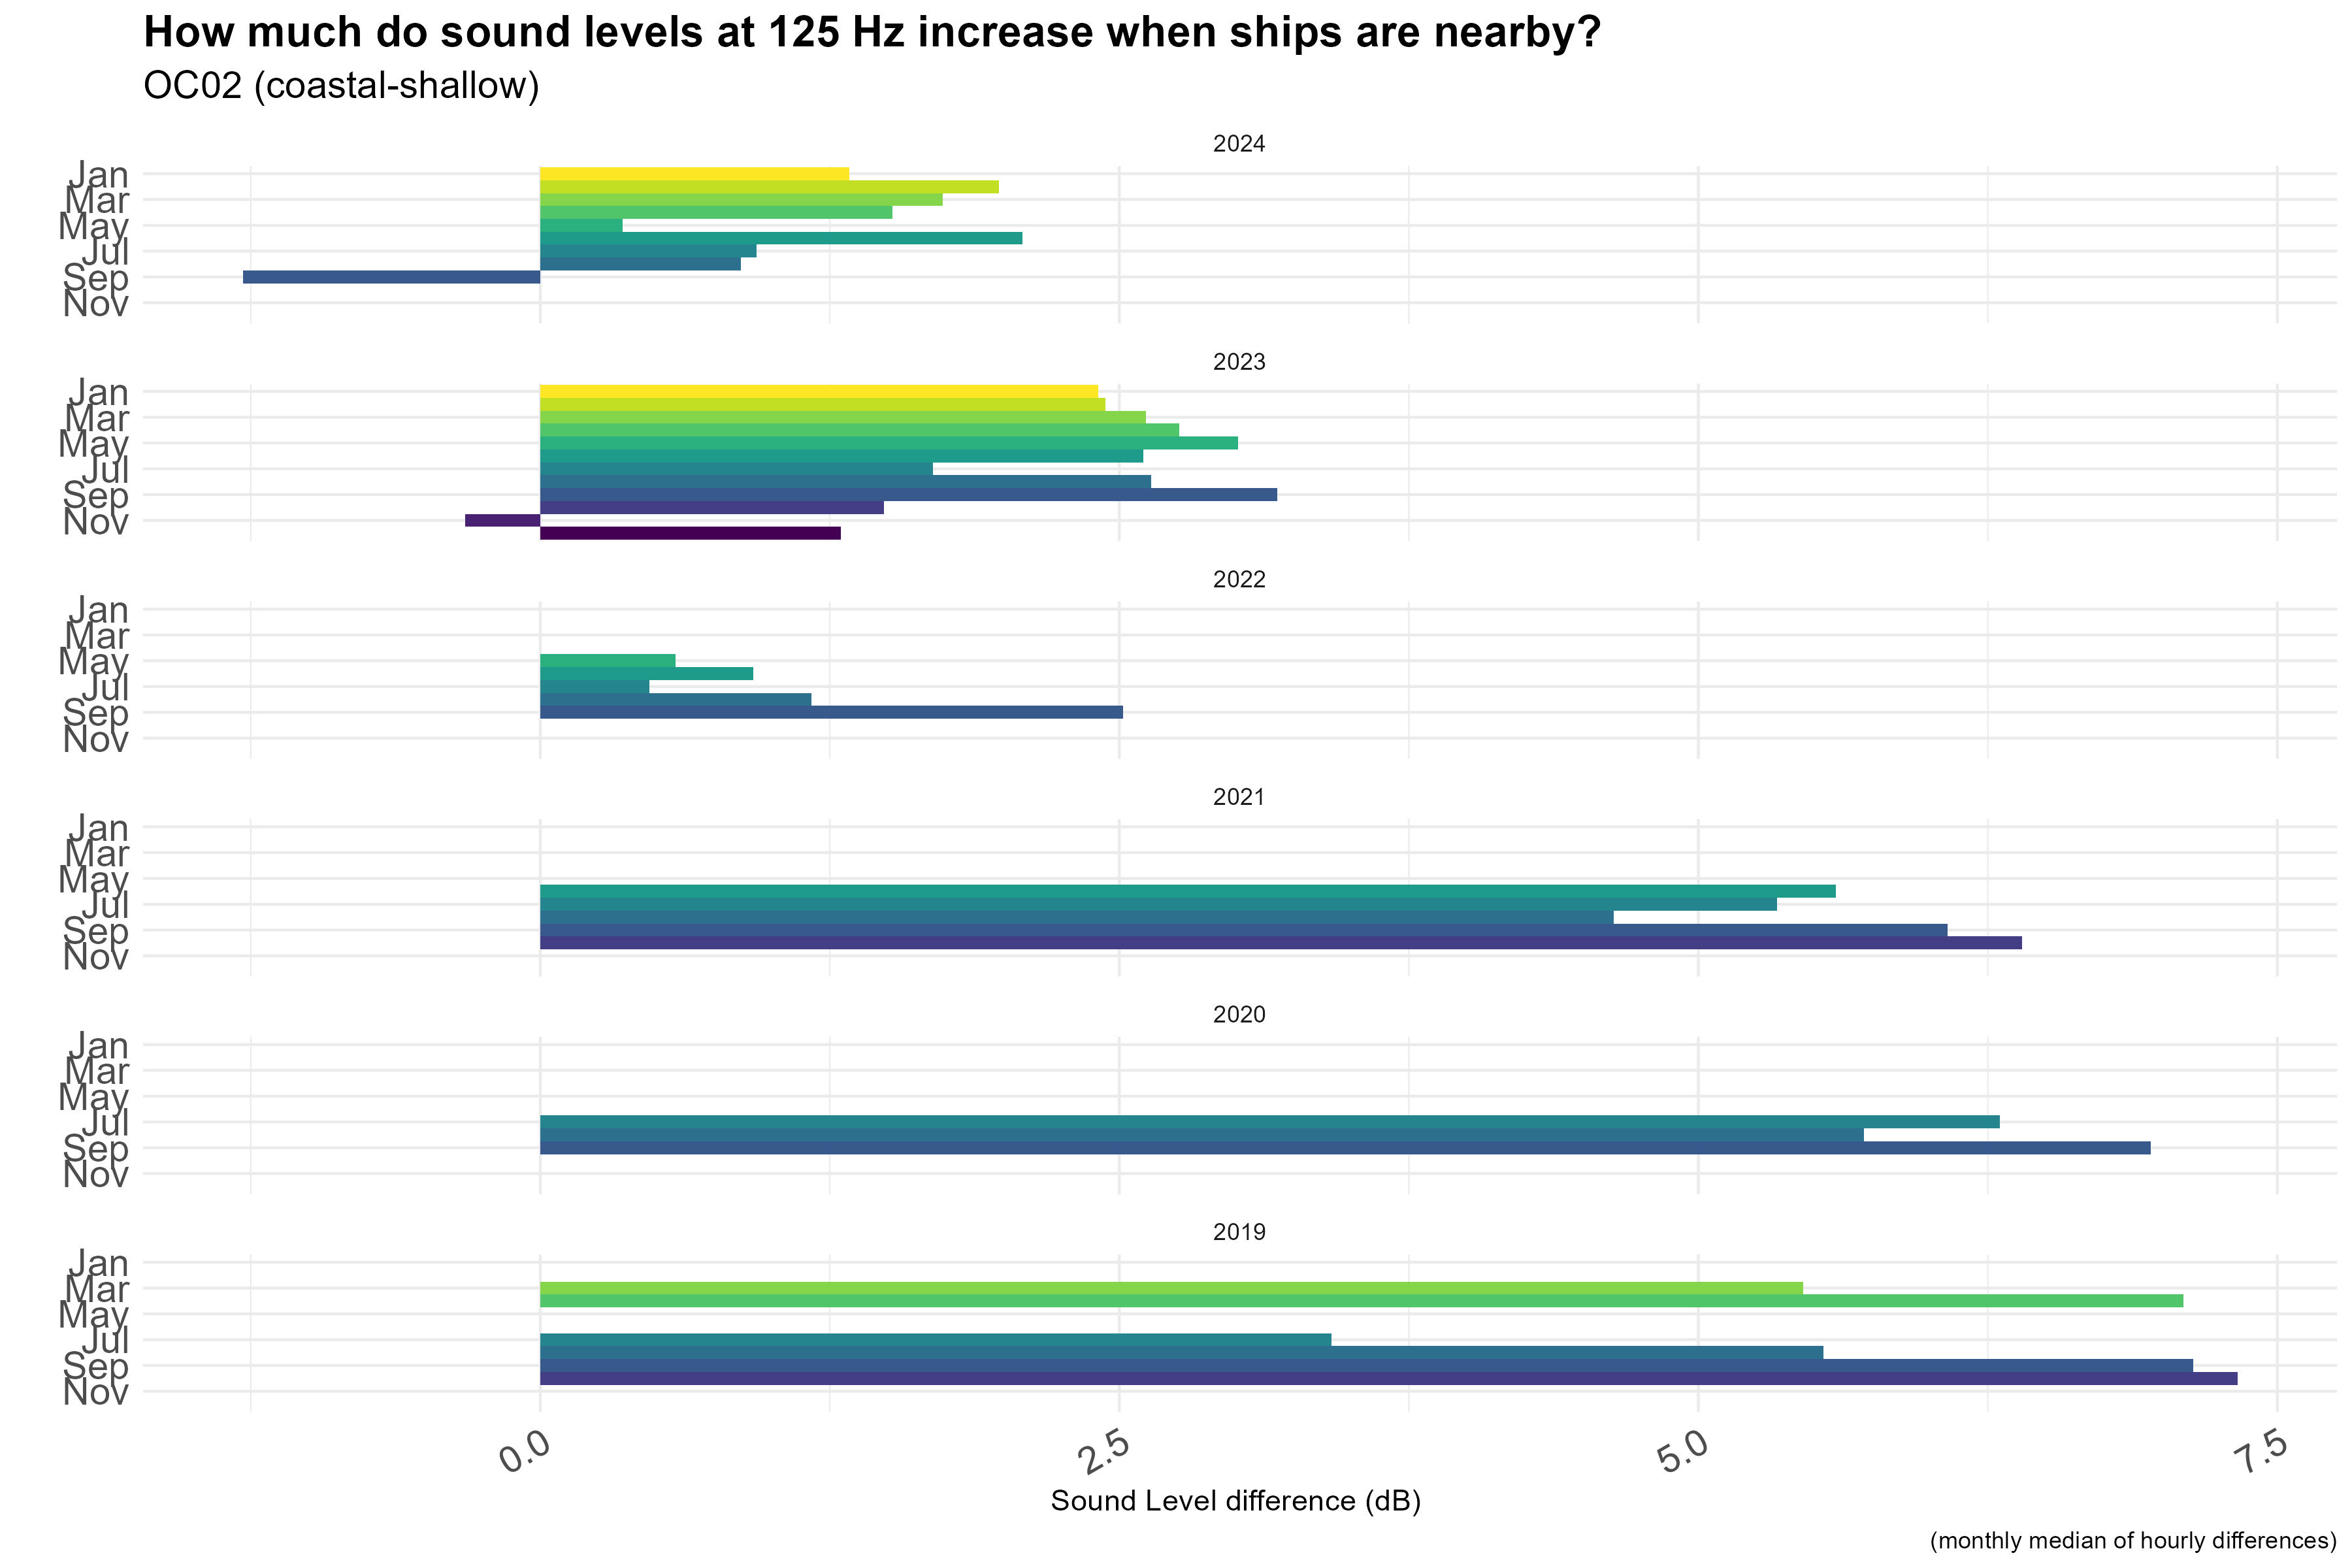 How much do sound levels at 125 Hz increase when ships are nearby?
OC02 (coastal-shallow)
2024
Jan
Mar
May
Jul
Sep
Nov
2023
Jan
Mar
May
Jul
Sep
Nov
2022
Jan
Mar
May
Jul
Sep
Nov
2021
Jan
Mar
May
Jul
Sep
Nov
2020
Jan
Mar
May
Jul
Sep
Nov
2019
Jan
Mar
May
Jul
Sep
Nov
0.0 2.5 5.0 7.5
Sound Level difference (dB)
(monthly median of hourly differences)